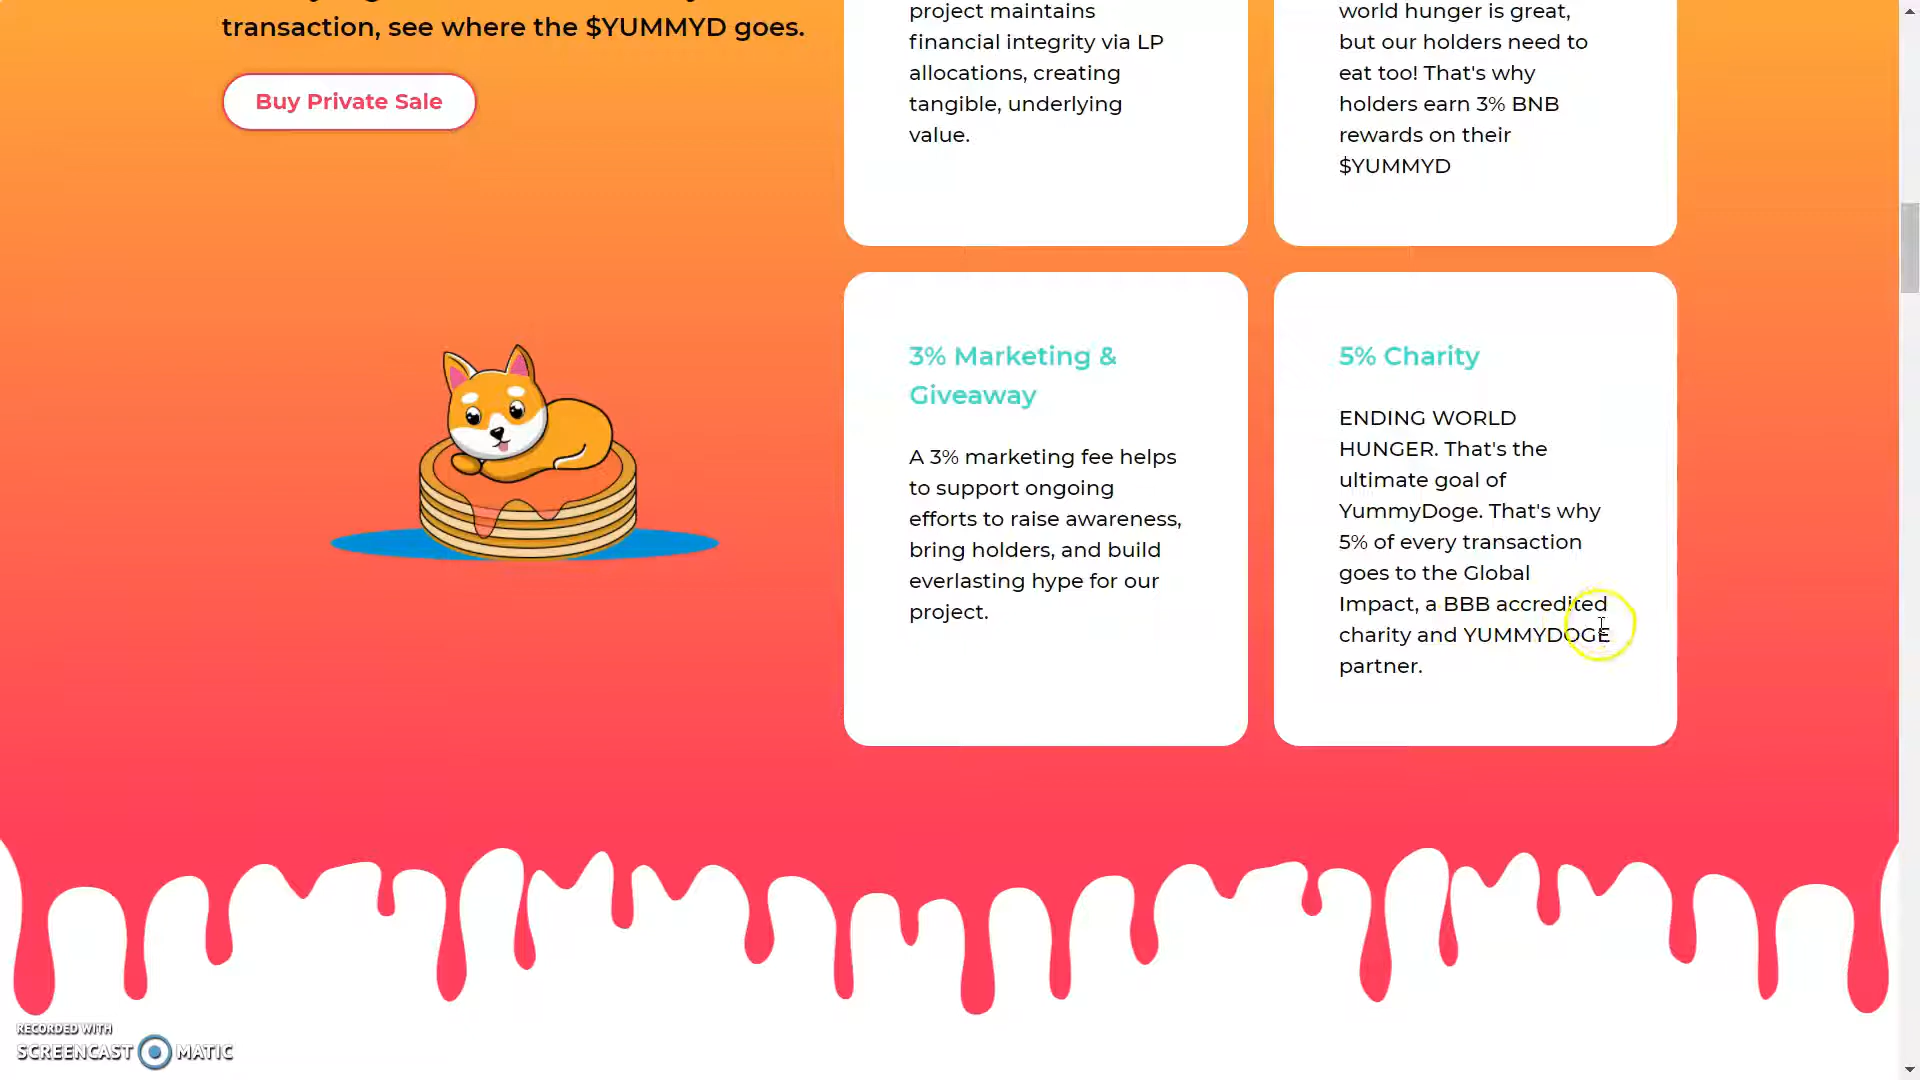 transaction, see where the $YUMMYD goes.
Buy Private Sale
project maintains
financial integrity via LP
allocations, creating
tangible, underlying
value.
world hunger is great,
but our holders need to
eat too! That's why
holders earn 3% BNB
rewards on their
$YUMMYD
3% Marketing &
Giveaway
A 3% marketing fee helps
to support ongoing
efforts to raise awareness,
bring holders, and build
everlasting hype for our
project.
5% Charity
ENDING WORLD
HUNGER. That's the
ultimate goal of
YummyDoge. That's why
5% of every transaction
goes to the Global
Impact, a BBB accredited
charity and YUMMYDOGE
partner.
RECORDED WITH
SCREENCAST MATIC